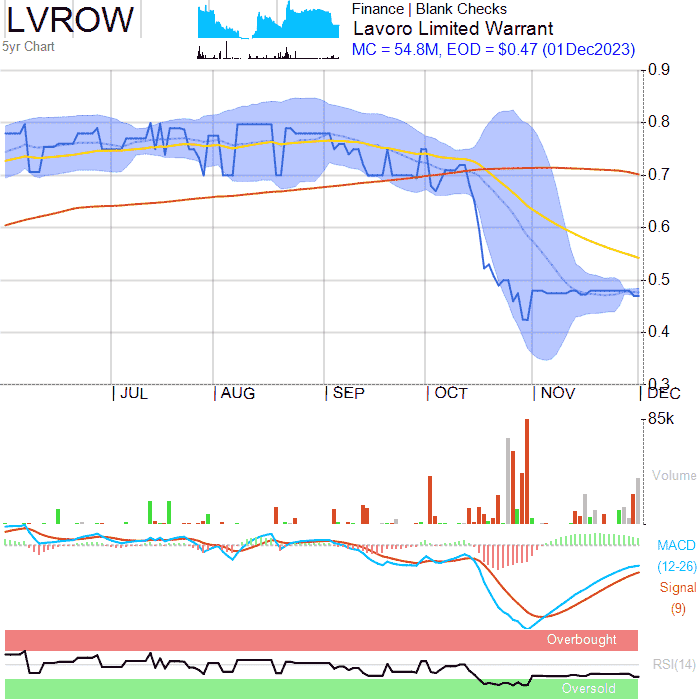 LVROW
5yr Chart
Finance | Blank Checks
Lavoro Limited Warrant
MC = 54.8M, EOD = $0.47 (01Dec2023)
0.9
0.8
0.7
0.6
0.5
0.4
0.3
JUL AUG SEP OCT NOV DEC
85k
Volume
MACD
(12-26)
Signal
(9)
Overbought
RSI(14)
Oversold